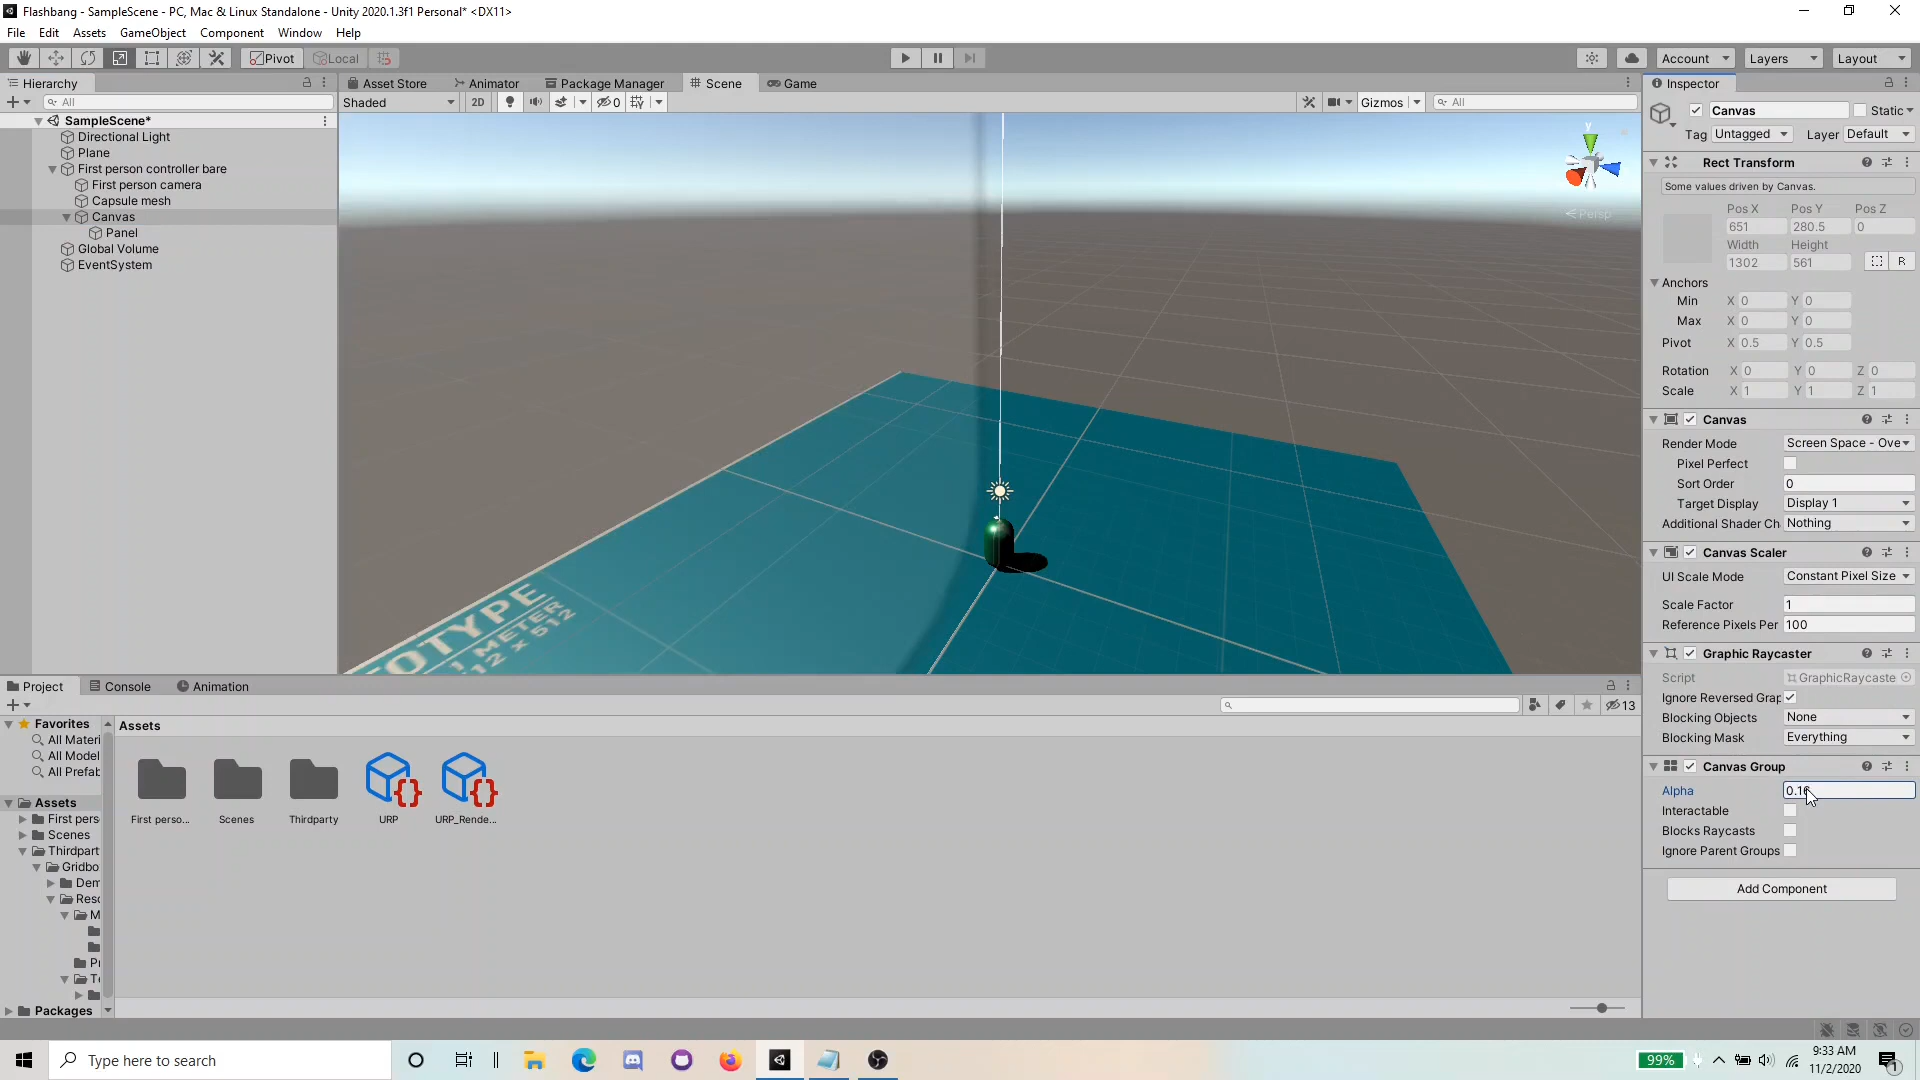 Flashbang - SampleScene - PC, Mac & Linux Standalone - Unity 2020.1.3f1 Personal* <DX11>
File Edit Assets GameObject Component Window Help
Pivot Local Account Layers Layout
Hierarchy
All
SampleScene*
Directional Light
Plane
First person controller bare
First person camera
Capsule mesh
Canvas
Panel
Global Volume
EventSystem
Asset Store Animator Package Manager Scene Game
Shaded 2D 0 Gizmos All
y
Persp
OTYPE
1 METER
512
Project Console Animation
13
Favorites
All Materi
All Model
All Prefab
Assets
First pers
Scenes
Thirdpart
Gridbo
Dem
Reso
M
Pr
Te
Packages
Assets
First perso... Scenes Thirdparty URP URP_Rende...
Inspector
Canvas Static
Tag Untagged Layer Default
Rect Transform
Some values driven by Canvas.
Pos X Pos Y Pos Z
651 280.5 0
Width Height
1302 561 R
Anchors
Min X 0 Y 0
Max X 0 Y 0
Pivot X 0.5 Y 0.5
Rotation X 0 Y 0 Z 0
Scale X 1 Y 1 Z 1
Canvas
Render Mode Screen Space - Ove
Pixel Perfect
Sort Order 0
Target Display Display 1
Additional Shader Ch Nothing
Canvas Scaler
UI Scale Mode Constant Pixel Size
Scale Factor 1
Reference Pixels Per 100
Graphic Raycaster
Script GraphicRaycaste
Ignore Reversed Grap
Blocking Objects None
Blocking Mask Everything
Canvas Group
Alpha
Interactable
Blocks Raycasts
Ignore Parent Groups
Add Component
Type here to search
99%
9:33 AM
11/2/2020
1